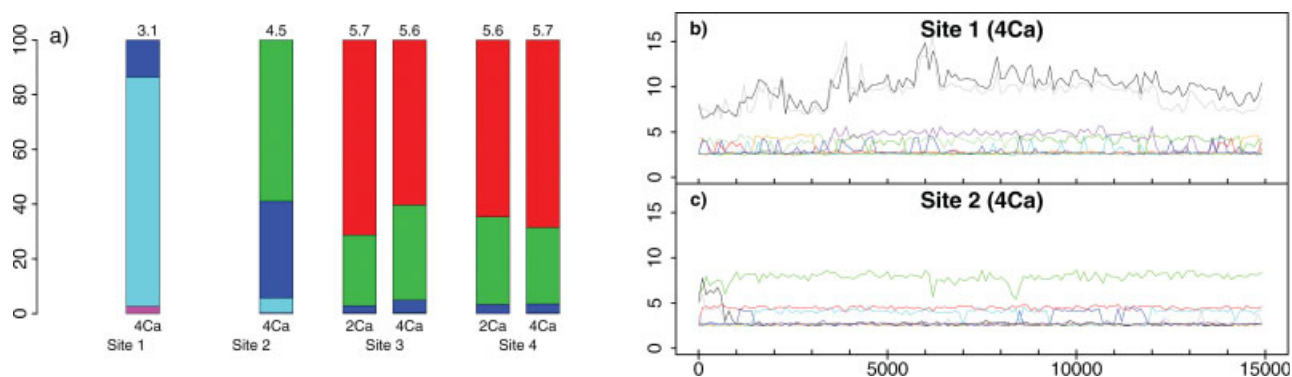 a)
3.1 4.5 5.7 5.6 5.6 5.7
100
80
60
40
20
0
4Ca 4Ca 2Ca 4Ca 2Ca 4Ca
Site 1 Site 2 Site 3 Site 4
b) Site 1 (4Ca)
15
10
5
0
c) Site 2 (4Ca)
15
10
5
0
0 5000 10000 15000